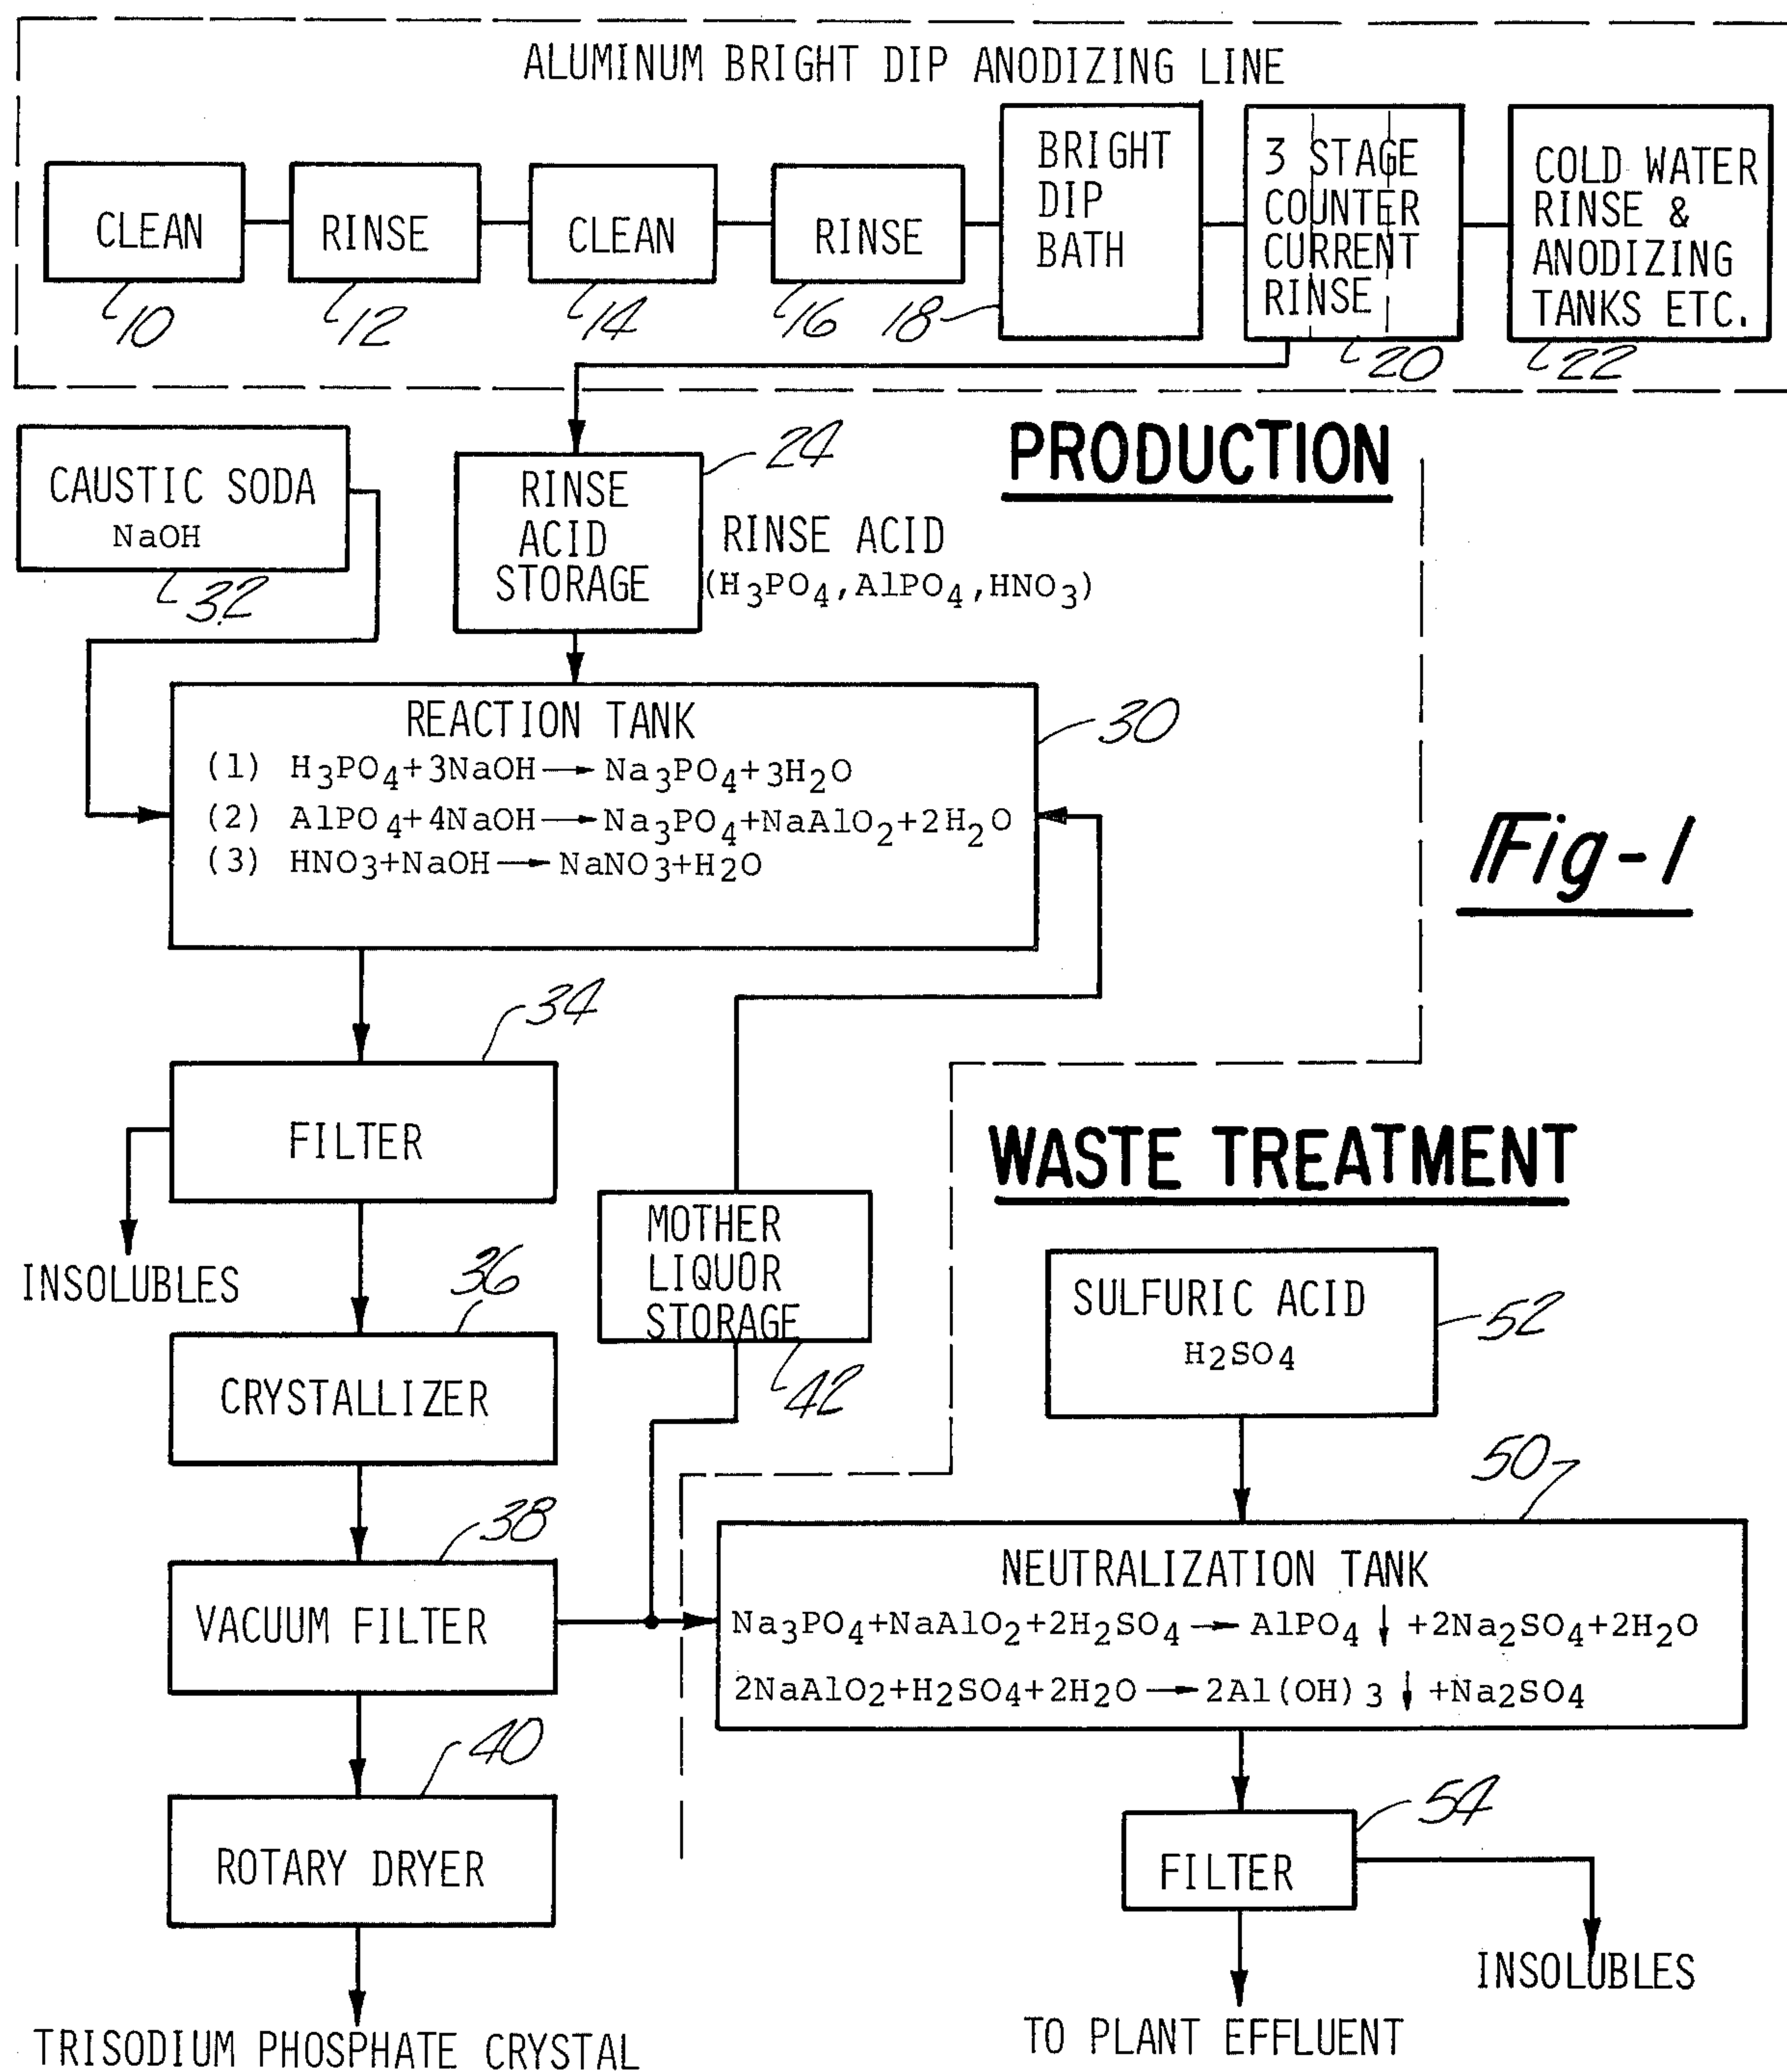 ALUMINUM BRIGHT DIP ANODIZING LINE
CLEAN
10
RINSE
12
CLEAN
14
RINSE
16
BRIGHT
DIP
BATH
18
3 STAGE
COUNTER
CURRENT
RINSE
20
COLD WATER
RINSE &
ANODIZING
TANKS ETC.
22
PRODUCTION
CAUSTIC SODA
NaOH
32
RINSE
ACID
STORAGE
24
RINSE ACID
(H3PO4,AlPO4,HNO3)
REACTION TANK
(1) H3PO4+3NaOH→Na3PO4+3H2O
(2) AlPO4+4NaOH→Na3PO4+NaAlO2+2H2O
(3) HNO3+NaOH→NaNO3+H2O
30
Fig-1
FILTER
34
INSOLUBLES
CRYSTALLIZER
36
MOTHER
LIQUOR
STORAGE
42
VACUUM FILTER
38
ROTARY DRYER
40
TRISODIUM PHOSPHATE CRYSTAL
WASTE TREATMENT
SULFURIC ACID
H2SO4
52
NEUTRALIZATION TANK
Na3PO4+NaAlO2+2H2SO4→AlPO4↓+2Na2SO4+2H2O
2NaAlO2+H2SO4+2H2O→2Al(OH)3↓+Na2SO4
50
FILTER
54
INSOLUBLES
TO PLANT EFFLUENT